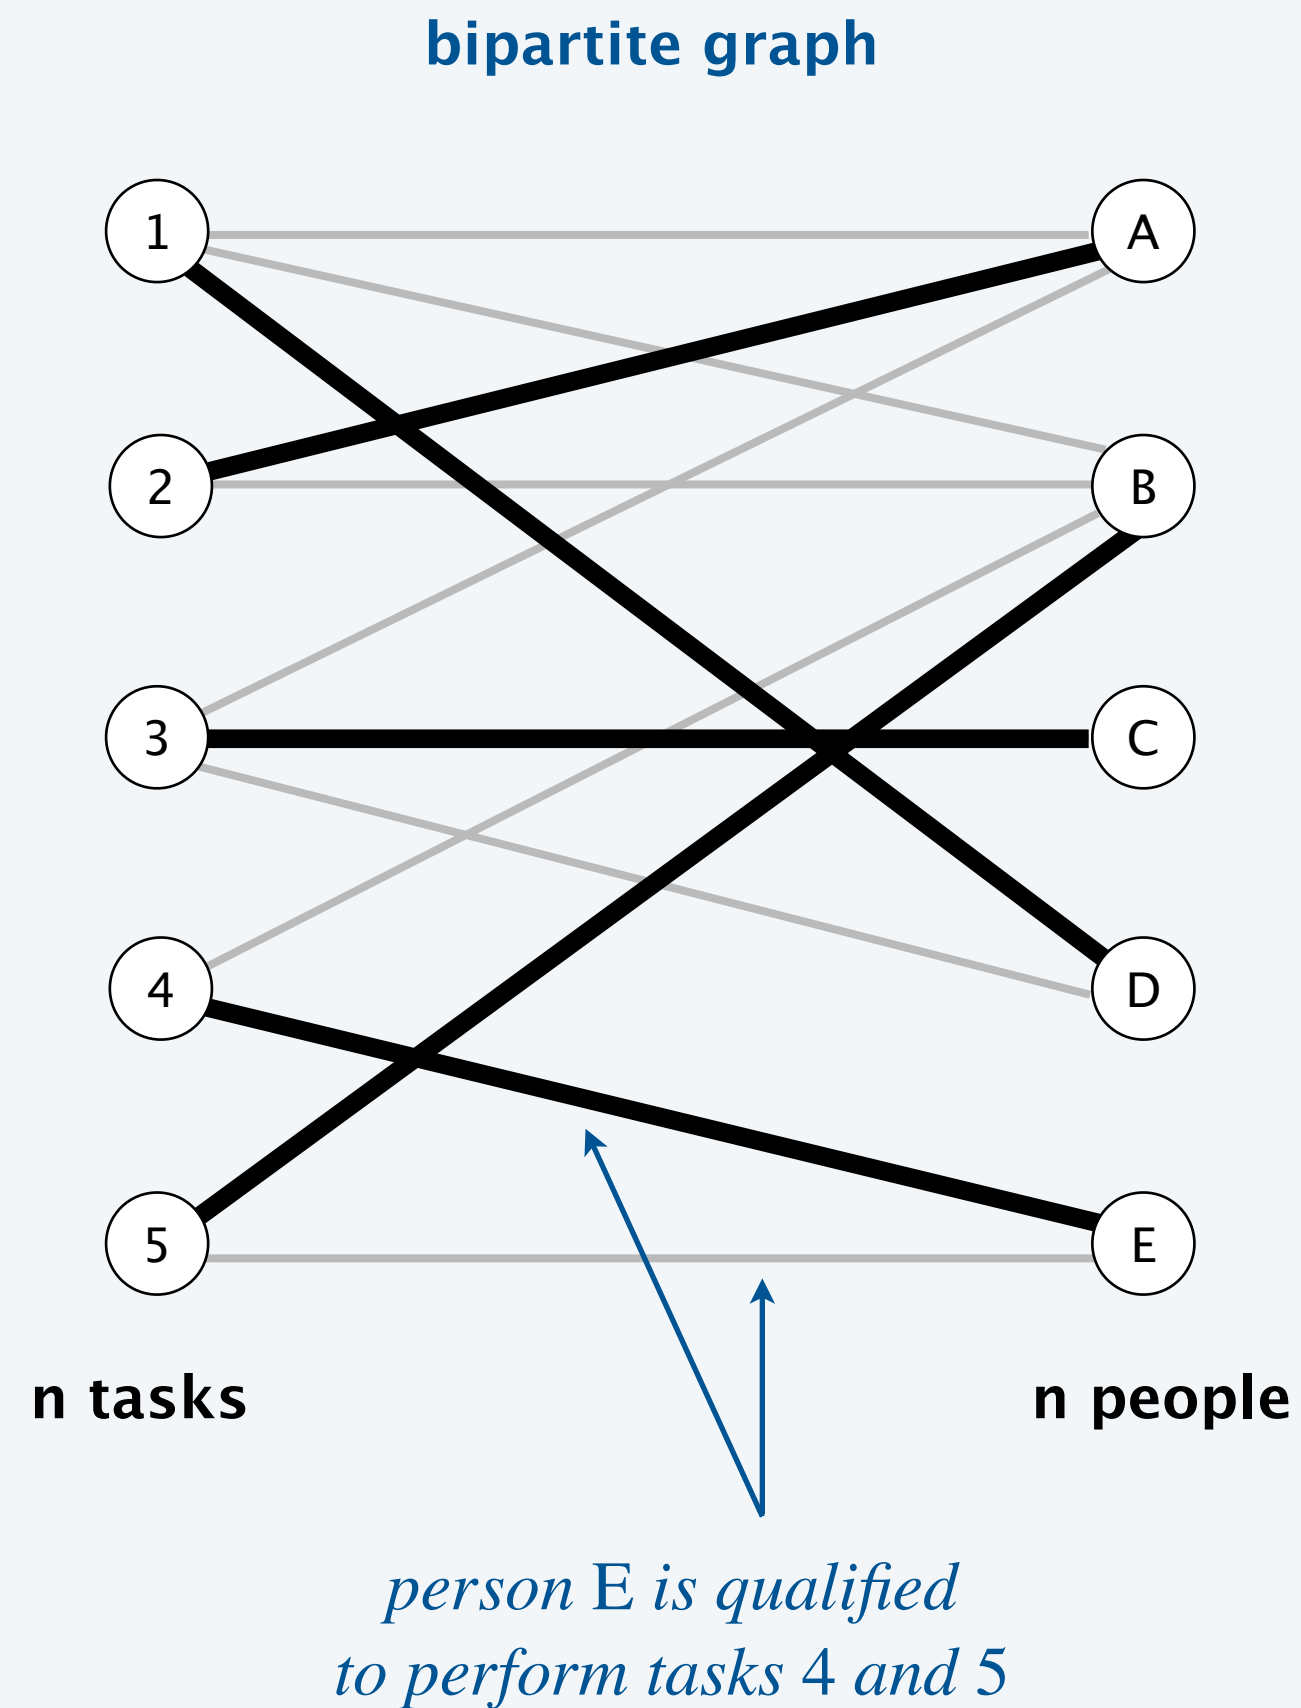 bipartite graph
1
A
2
B
3
C
4
D
5
E
n tasks
n people
person E is qualified
to perform tasks 4 and 5